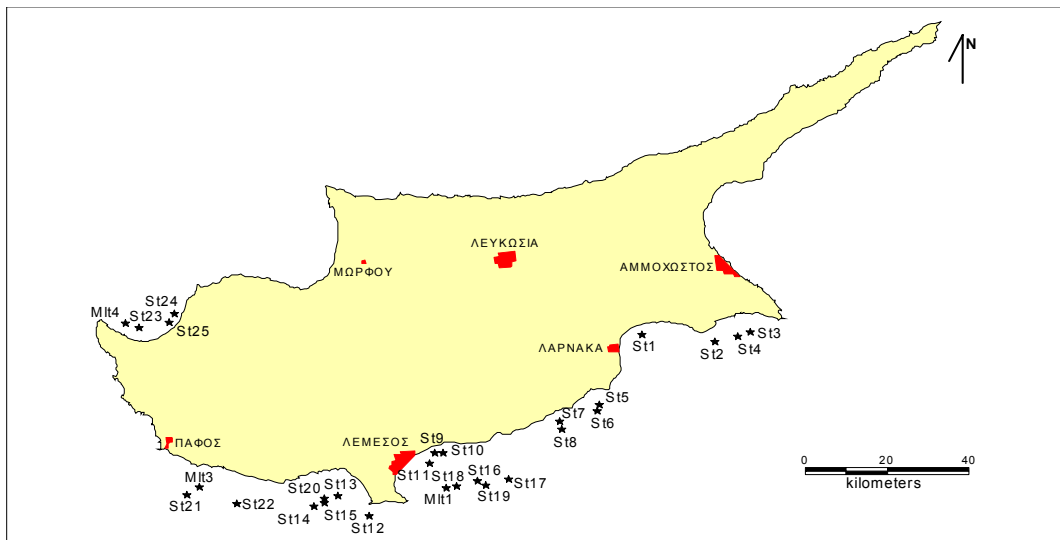 N
ΛΕΥΚΩΣΙΑ
ΜΩΡΦΟΥ
ΑΜΜΟΧΩΣΤΟΣ
St24
Mlt4
St23
St25
St3
St1
St2
St4
ΛΑΡΝΑΚΑ
St5
St6
St7
St8
ΠΑΦΟΣ
ΛΕΜΕΣΟΣ
St9
St10
St11
St18
St16
St17
Mlt1
St19
Mlt3
St21
St22
St20
St13
St14
St15
St12
0 20 40
kilometers